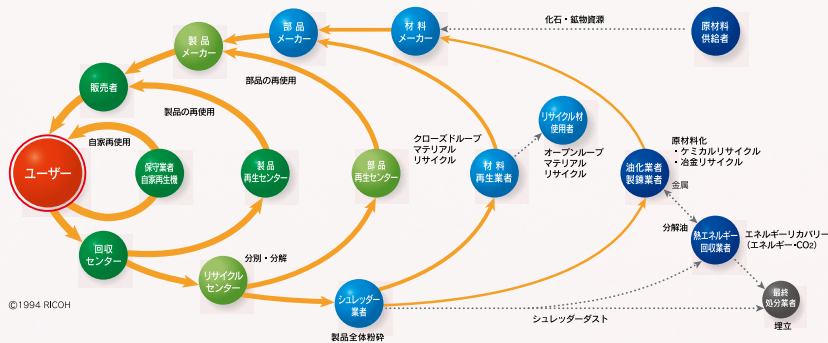 化石・鉱物資源
原材料
供給者
材 料
メーカー
部 品
メーカー
製 品
メーカー
販売者
部品の再使用
製品の再使用
自家再使用
ユーザー
保守業者
自家再生機
製 品
再生センター
部 品
再生センター
クローズドループ
マテリアル
リサイクル
材 料
再生業者
リサイクル材
使用者
オープンループ
マテリアル
リサイクル
油化業者
製錬業者
原材料化
・ケミカルリサイクル
・冶金リサイクル
金属
分解油
熱エネルギー
回収業者
エネルギーリカバリー
（エネルギー・CO2）
回収
センター
分別・分解
リサイクル
センター
シュレッダー
業者
製品全体粉砕
シュレッダーダスト
最終
処分業者
埋立
©1994 RICOH